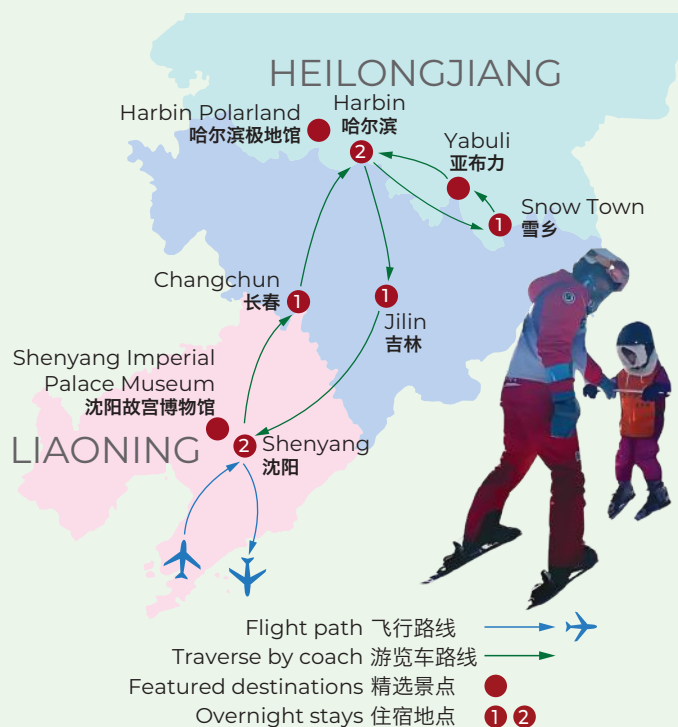 HEILONGJIANG
Harbin Polarland
哈尔滨极地馆
Harbin
哈尔滨
2
Yabuli
亚布力
Snow Town
1 雪乡
Changchun
长春 1
1
Jilin
吉林
Shenyang Imperial
Palace Museum
沈阳故宫博物馆
LIAONING
2 Shenyang
沈阳
Flight path 飞行路线
Traverse by coach 游览车路线
Featured destinations 精选景点
Overnight stays 住宿地点 1 2